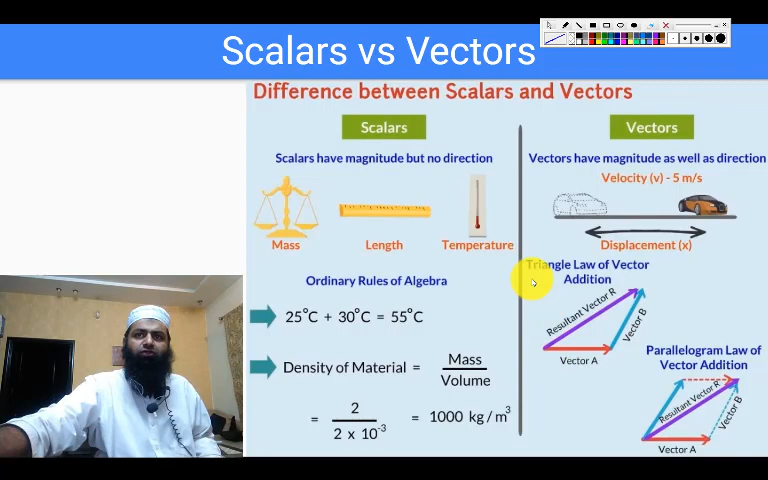 Scalars vs Vectors
Difference between Scalars and Vectors
Scalars
Scalars have magnitude but no direction
Mass
Length
Temperature
Ordinary Rules of Algebra
25°C + 30°C = 55°C
Density of Material = Mass / Volume
= 2 / 2 x 10⁻³ = 1000 kg/m³
Vectors
Vectors have magnitude as well as direction
Velocity (v) - 5 m/s
Displacement (x)
Triangle Law of Vector
Addition
Resultant Vector R
Vector B
Vector A
Parallelogram Law of
Vector Addition
Resultant Vector R
Vector B
Vector A